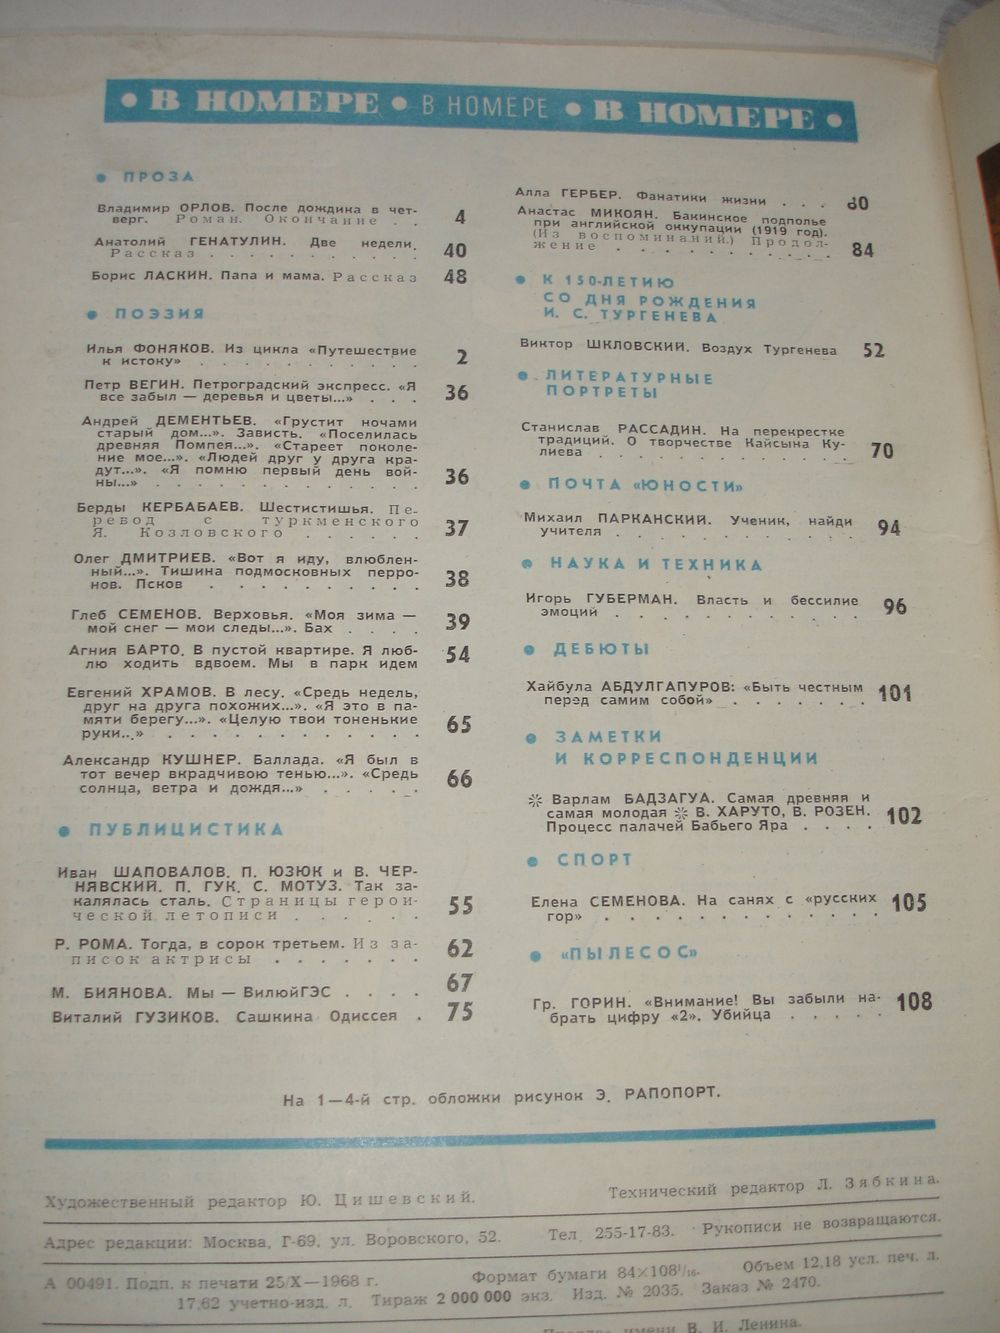 • В НОМЕРЕ • В НОМЕРЕ • В НОМЕРЕ •
• ПРОЗА
Владимир ОРЛОВ. После дождика в чет-
верг. Роман. Окончание . . 4
Анатолий ГЕНАТУЛИН. Две недели.
Рассказ . . . . . . . . . . 40
Борис ЛАСКИН. Папа и мама. Рассказ 48
• ПОЭЗИЯ
Илья ФОНЯКОВ. Из цикла «Путешествие
к истоку» . . . . . . . . . 2
Петр ВЕГИН. Петроградский экспресс. «Я
все забыл — деревья и цветы...» . . . 36
Андрей ДЕМЕНТЬЕВ. «Грустит ночами
старый дом...». Зависть. «Поселилась
древняя Помпея...». «Стареет поколе-
ние мое...». «Людей друг у друга кра-
дут...». «Я помню первый день вой-
ны...» . . . . . . . . . . . 36
Берды КЕРБАБАЕВ. Шестистишья. Пе-
ревод с туркменского
Я. Козловского . . . . . . 37
Олег ДМИТРИЕВ. «Вот я иду, влюблен-
ный...». Тишина подмосковных перро-
нов. Псков . . . . . . . . . 38
Глеб СЕМЕНОВ. Верховья. «Моя зима —
мой снег — мои следы...». Бах . . . . 39
Агния БАРТО. В пустой квартире. Я люб-
лю ходить вдвоем. Мы в парк идем 54
Евгений ХРАМОВ. В лесу. «Средь недель,
друг на друга похожих...». «Я это в па-
мяти берегу...». «Целую твои тоненькие
руки...» . . . . . . . . . . . 65
Александр КУШНЕР. Баллада. «Я был в
тот вечер вкрадчивою тенью...». «Средь
солнца, ветра и дождя...» . . . . . 66
• ПУБЛИЦИСТИКА
Иван ШАПОВАЛОВ. П. ЮЗЮК и В. ЧЕР-
НЯВСКИЙ. П. ГУК. С. МОТУЗ. Так за-
калялась сталь. Страницы герои-
ческой летописи . . . . . . 55
Р. РОМА. Тогда, в сорок третьем. Из за-
писок актрисы . . . . . . . 62
М. БИЯНОВА. Мы — ВилюйГЭС . . . . 67
Виталий ГУЗИКОВ. Сашкина Одиссея . 75
Алла ГЕРБЕР. Фанатики жизни . . . 80
Анастас МИКОЯН. Бакинское подполье
при английской оккупации (1919 год).
(Из воспоминаний.) Продол-
жение . . . . . . . . . . 84
• К 150-ЛЕТИЮ
СО ДНЯ РОЖДЕНИЯ
И. С. ТУРГЕНЕВА
Виктор ШКЛОВСКИЙ. Воздух Тургенева 52
• ЛИТЕРАТУРНЫЕ
ПОРТРЕТЫ
Станислав РАССАДИН. На перекрестке
традиций. О творчестве Кайсына Ку-
лиева . . . . . . . . . . . 70
• ПОЧТА «ЮНОСТИ»
Михаил ПАРКАНСКИЙ. Ученик, найди
учителя . . . . . . . . . . 94
• НАУКА И ТЕХНИКА
Игорь ГУБЕРМАН. Власть и бессилие
эмоций . . . . . . . . . . . 96
• ДЕБЮТЫ
Хайбула АБДУЛГАПУРОВ: «Быть честным
перед самим собой» . . . . . . . 101
• ЗАМЕТКИ
И КОРРЕСПОНДЕНЦИИ
Варлам БАДЗАГУА. Самая древняя и
самая молодая ☼ В. ХАРУТО, В. РОЗЕН.
Процесс палачей Бабьего Яра . . . . 102
• СПОРТ
Елена СЕМЕНОВА. На санях с «русских
гор» . . . . . . . . . . . . 105
• «ПЫЛЕСОС»
Гр. ГОРИН. «Внимание! Вы забыли на-
брать цифру «2». Убийца . . . . . 108
На 1—4-й стр. обложки рисунок Э. РАПОПОРТ.
Художественный редактор Ю. Цишевский. Технический редактор Л. Зябкина.
Адрес редакции: Москва, Г-69, ул. Воровского, 52. Тел. 255-17-83. Рукописи не возвращаются.
А 00491. Подп. к печати 25/X—1968 г. Формат бумаги 84×108¹/₁₆. Объем 12,18 усл. печ. л.
17,62 учетно-изд. л. Тираж 2 000 000 экз. Изд. № 2035. Заказ № 2470.
имени В. И. Ленина.